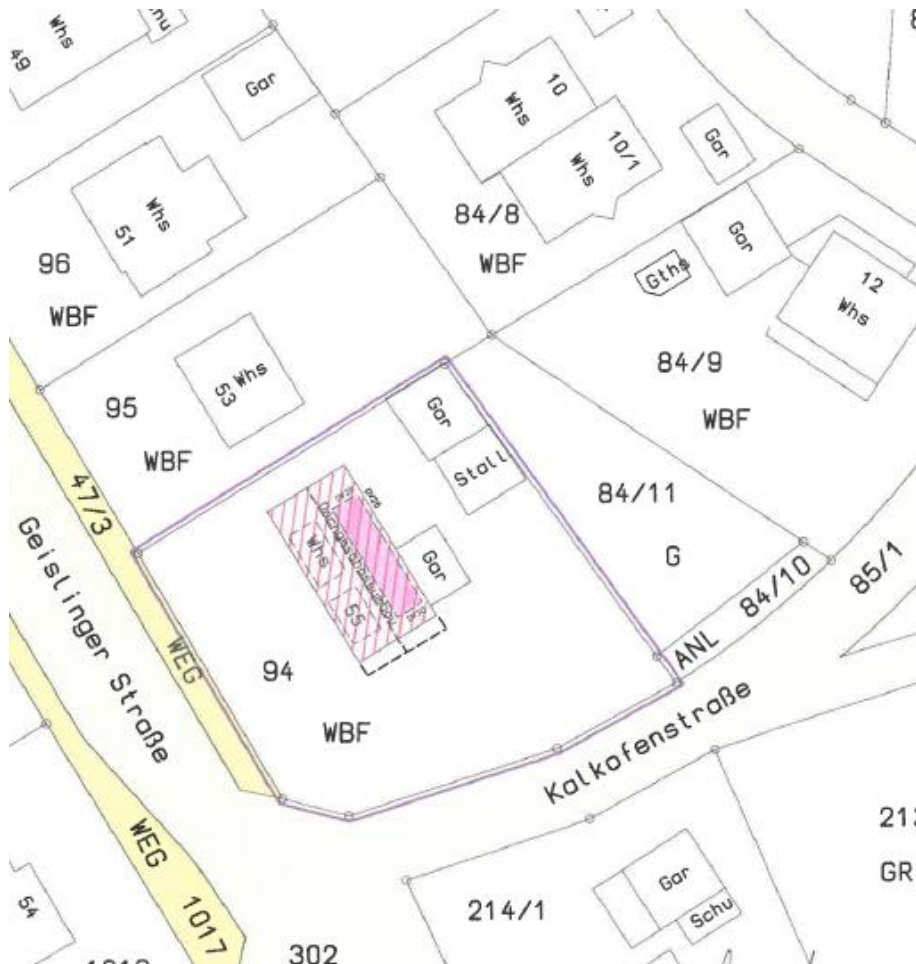 Whs
49
Gar
Whs
10
10/1
Whs
Gar
Whs
51
84/8
WBF
Gar
Gths
12
Whs
96
WBF
84/9
WBF
53 Whs
95
WBF
Gar
Stall
84/11
G
47/3
Geislinger Straße
Whs
55
Gar
84/10
85/1
ANL
WEG
94
WBF
Kalkofenstraße
WEG
1017
54
302
214/1
Gar
Schu
213
GR